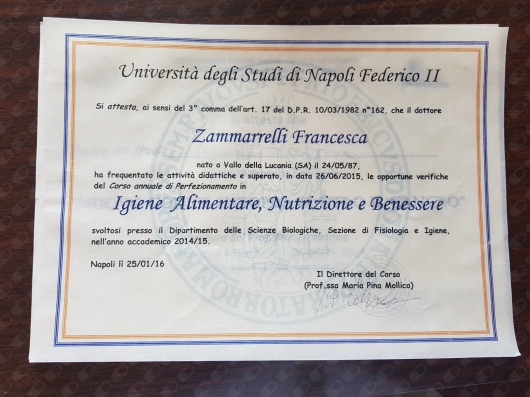 Università degli Studi di Napoli Federico II
Si attesta, ai sensi del 3° comma dell'art. 17 del D.P.R. 10/03/1982 n°162, che il dottore
Zammarrelli Francesca
nato a Vallo della Lucania (SA) il 24/05/87,
ha frequentato le attività didattiche e superato, in data 26/06/2015, le opportune verifiche
del Corso annuale di Perfezionamento in
Igiene Alimentare, Nutrizione e Benessere
svoltosi presso il Dipartimento delle Scienze Biologiche, Sezione di Fisiologia e Igiene,
nell'anno accademico 2014/15.
Napoli lì 25/01/16
Il Direttore del Corso
(Prof.ssa Maria Pina Mollica)